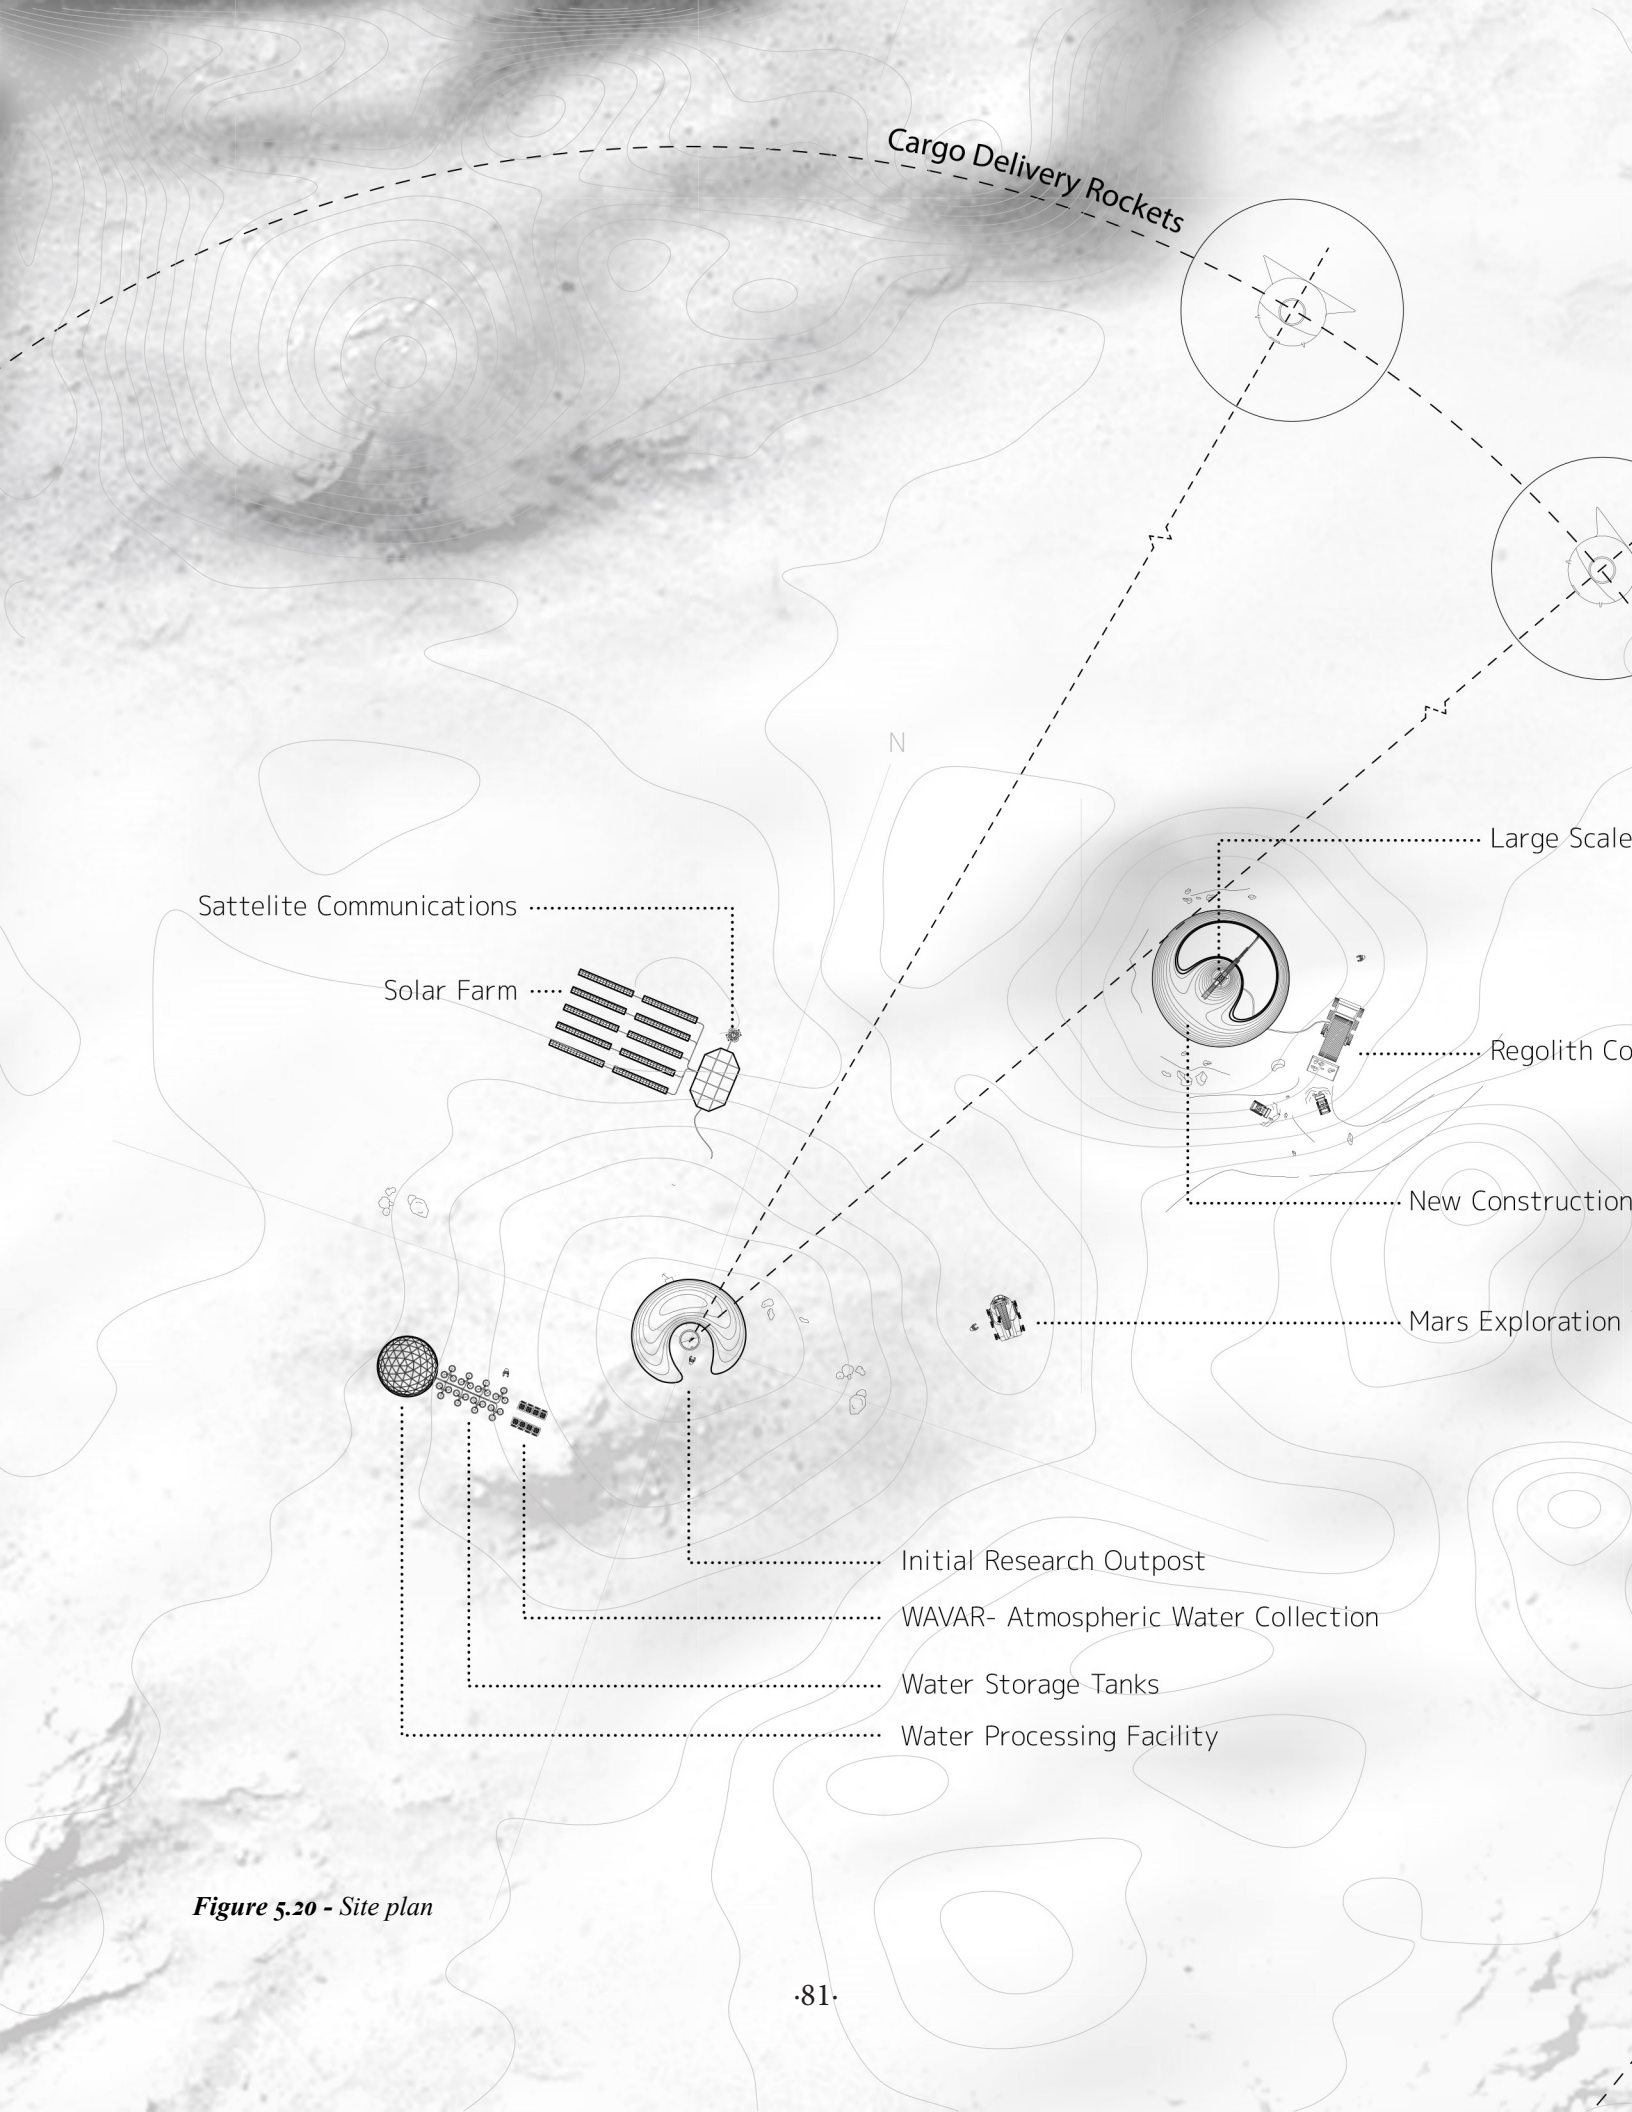 Cargo Delivery Rockets
N
Large Scale
Sattelite Communications
Solar Farm
Regolith Co
New Construction
Mars Exploration
Initial Research Outpost
WAVAR- Atmospheric Water Collection
Water Storage Tanks
Water Processing Facility
Figure 5.20 - Site plan
·81·